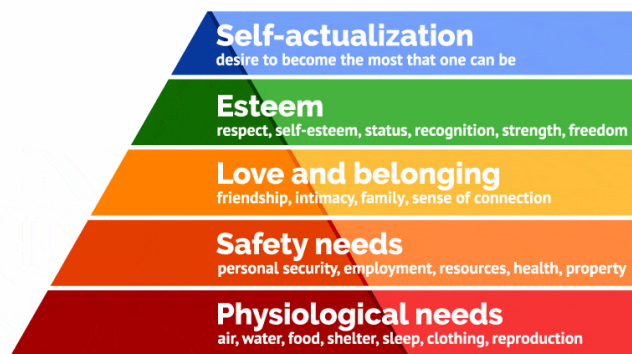 Self-actualization
desire to become the most that one can be
Esteem
respect, self-esteem, status, recognition, strength, freedom
Love and belonging
friendship, intimacy, family, sense of connection
Safety needs
personal security, employment, resources, health, property
Physiological needs
air, water, food, shelter, sleep, clothing, reproduction